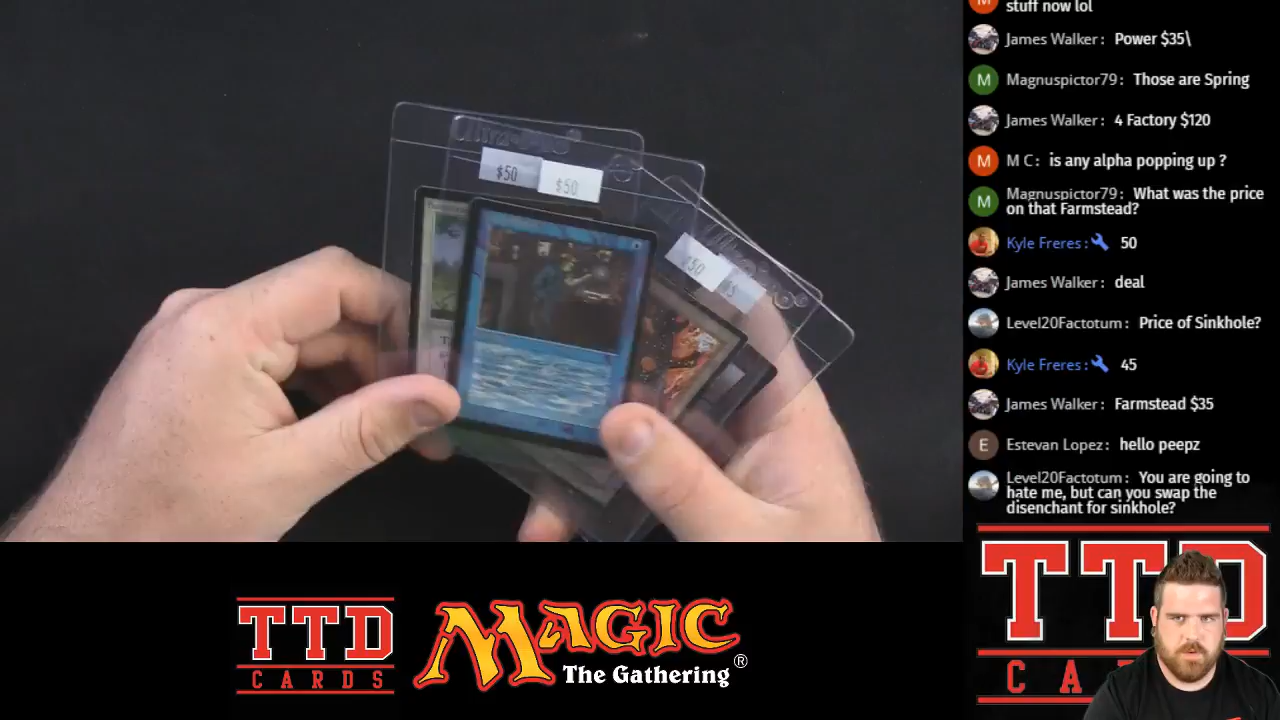 stuff now lol
James Walker: Power $35\
Magnuspictor79: Those are Spring
James Walker: 4 Factory $120
M C: is any alpha popping up ?
Magnuspictor79: What was the price
on that Farmstead?
Kyle Freres: 50
James Walker: deal
Level20Factotum: Price of Sinkhole?
Kyle Freres: 45
James Walker: Farmstead $35
Estevan Lopez: hello peepz
Level20Factotum: You are going to
hate me, but can you swap the
disenchant for sinkhole?
$50
$50
$50
TTD
CARDS
MAGIC
The Gathering®
TTD